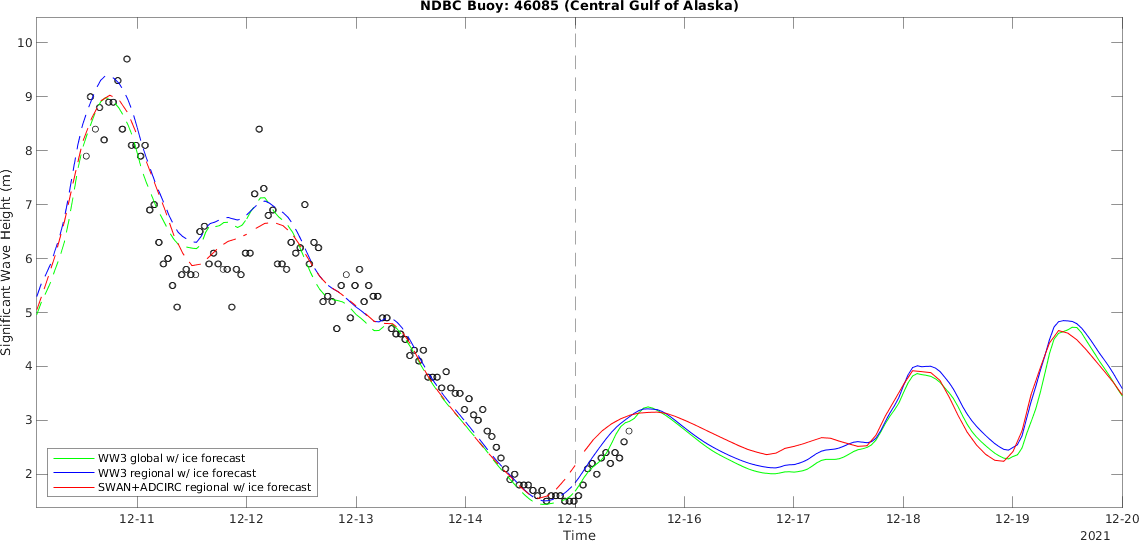 NDBC Buoy: 46085 (Central Gulf of Alaska)
10
9
8
7
6
5
4
3
2
Significant Wave Height (m)
WW3 global w/ ice forecast
WW3 regional w/ ice forecast
SWAN+ADCIRC regional w/ ice forecast
12-11 12-12 12-13 12-14 12-15 12-16 12-17 12-18 12-19 12-20
Time
2021